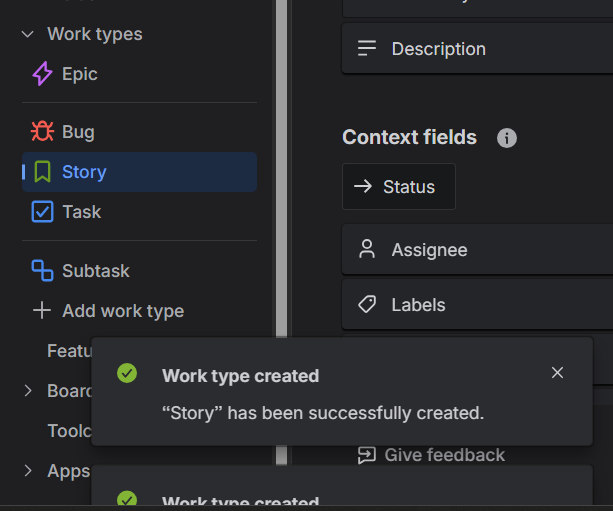 Work types
Epic
Bug
Story
Task
Subtask
Add work type
Featu
Board
Toolc
Apps
Description
Context fields
Status
Assignee
Labels
Work type created
“Story” has been successfully created.
Give feedback
Work type created